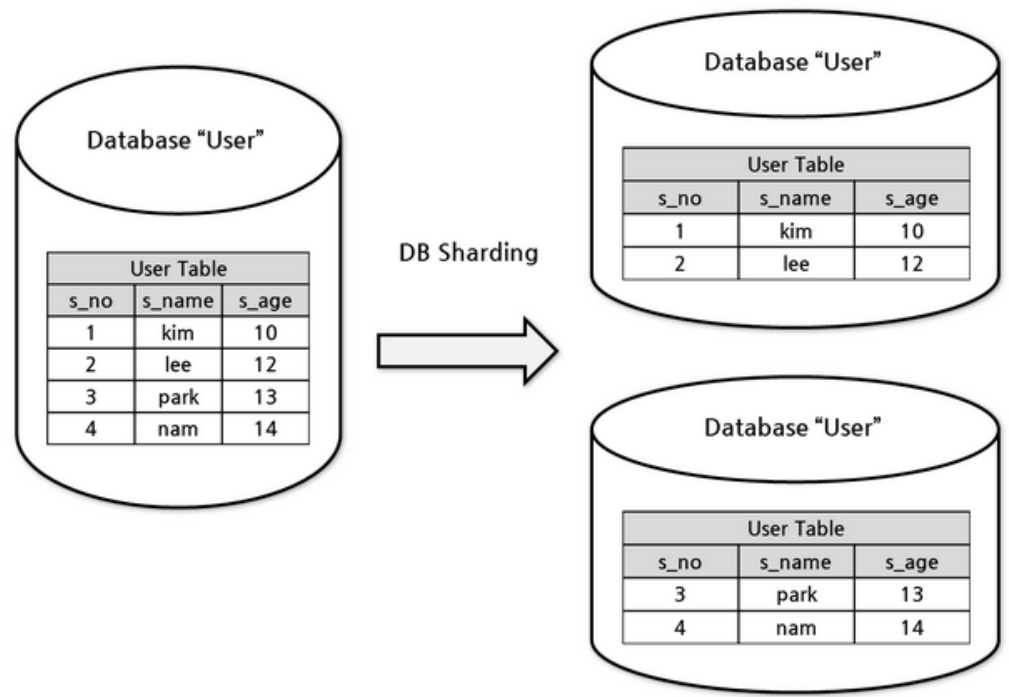 Database “User”
User Table
s_no s_name s_age
1 kim 10
2 lee 12
3 park 13
4 nam 14
DB Sharding
Database “User”
User Table
s_no s_name s_age
1 kim 10
2 lee 12
Database “User”
User Table
s_no s_name s_age
3 park 13
4 nam 14